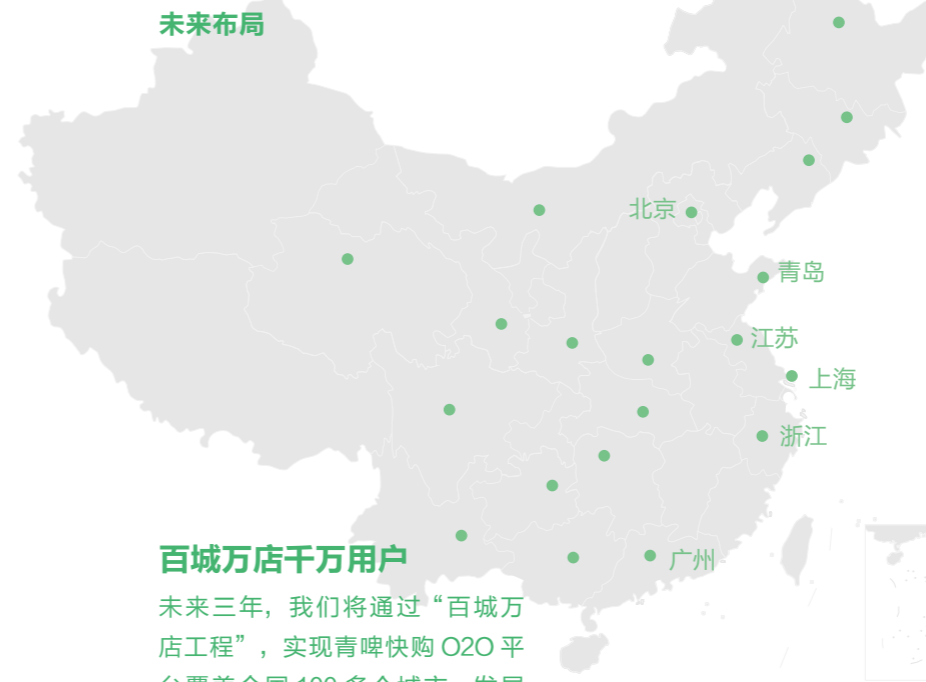 未来布局
北京
青岛
江苏
上海
浙江
广州
百城万店千万用户
未来三年，我们将通过“百城万
店工程”，实现青啤快购 O2O 平